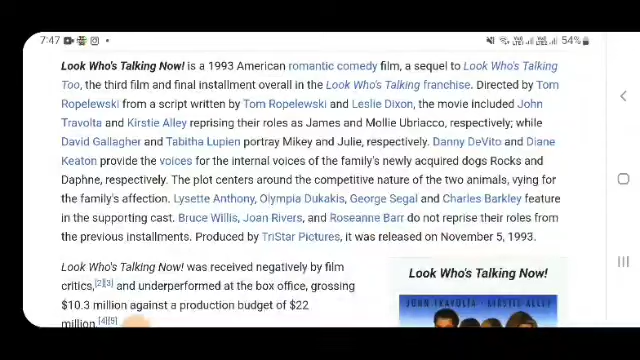 7:47
54%
Look Who's Talking Now! is a 1993 American romantic comedy film, a sequel to Look Who's Talking
Too, the third film and final installment overall in the Look Who's Talking franchise. Directed by Tom
Ropelewski from a script written by Tom Ropelewski and Leslie Dixon, the movie included John
Travolta and Kirstie Alley reprising their roles as James and Mollie Ubriacco, respectively; while
David Gallagher and Tabitha Lupien portray Mikey and Julie, respectively. Danny DeVito and Diane
Keaton provide the voices for the internal voices of the family's newly acquired dogs Rocks and
Daphne, respectively. The plot centers around the competitive nature of the two animals, vying for
the family's affection. Lysette Anthony, Olympia Dukakis, George Segal and Charles Barkley feature
in the supporting cast. Bruce Willis, Joan Rivers, and Roseanne Barr do not reprise their roles from
the previous installments. Produced by TriStar Pictures, it was released on November 5, 1993.
Look Who's Talking Now! was received negatively by film
critics,[2][3] and underperformed at the box office, grossing
$10.3 million against a production budget of $22
million.[4][5]
Look Who's Talking Now!
JOHN TRAVOLTA KIRSTIE ALLEY